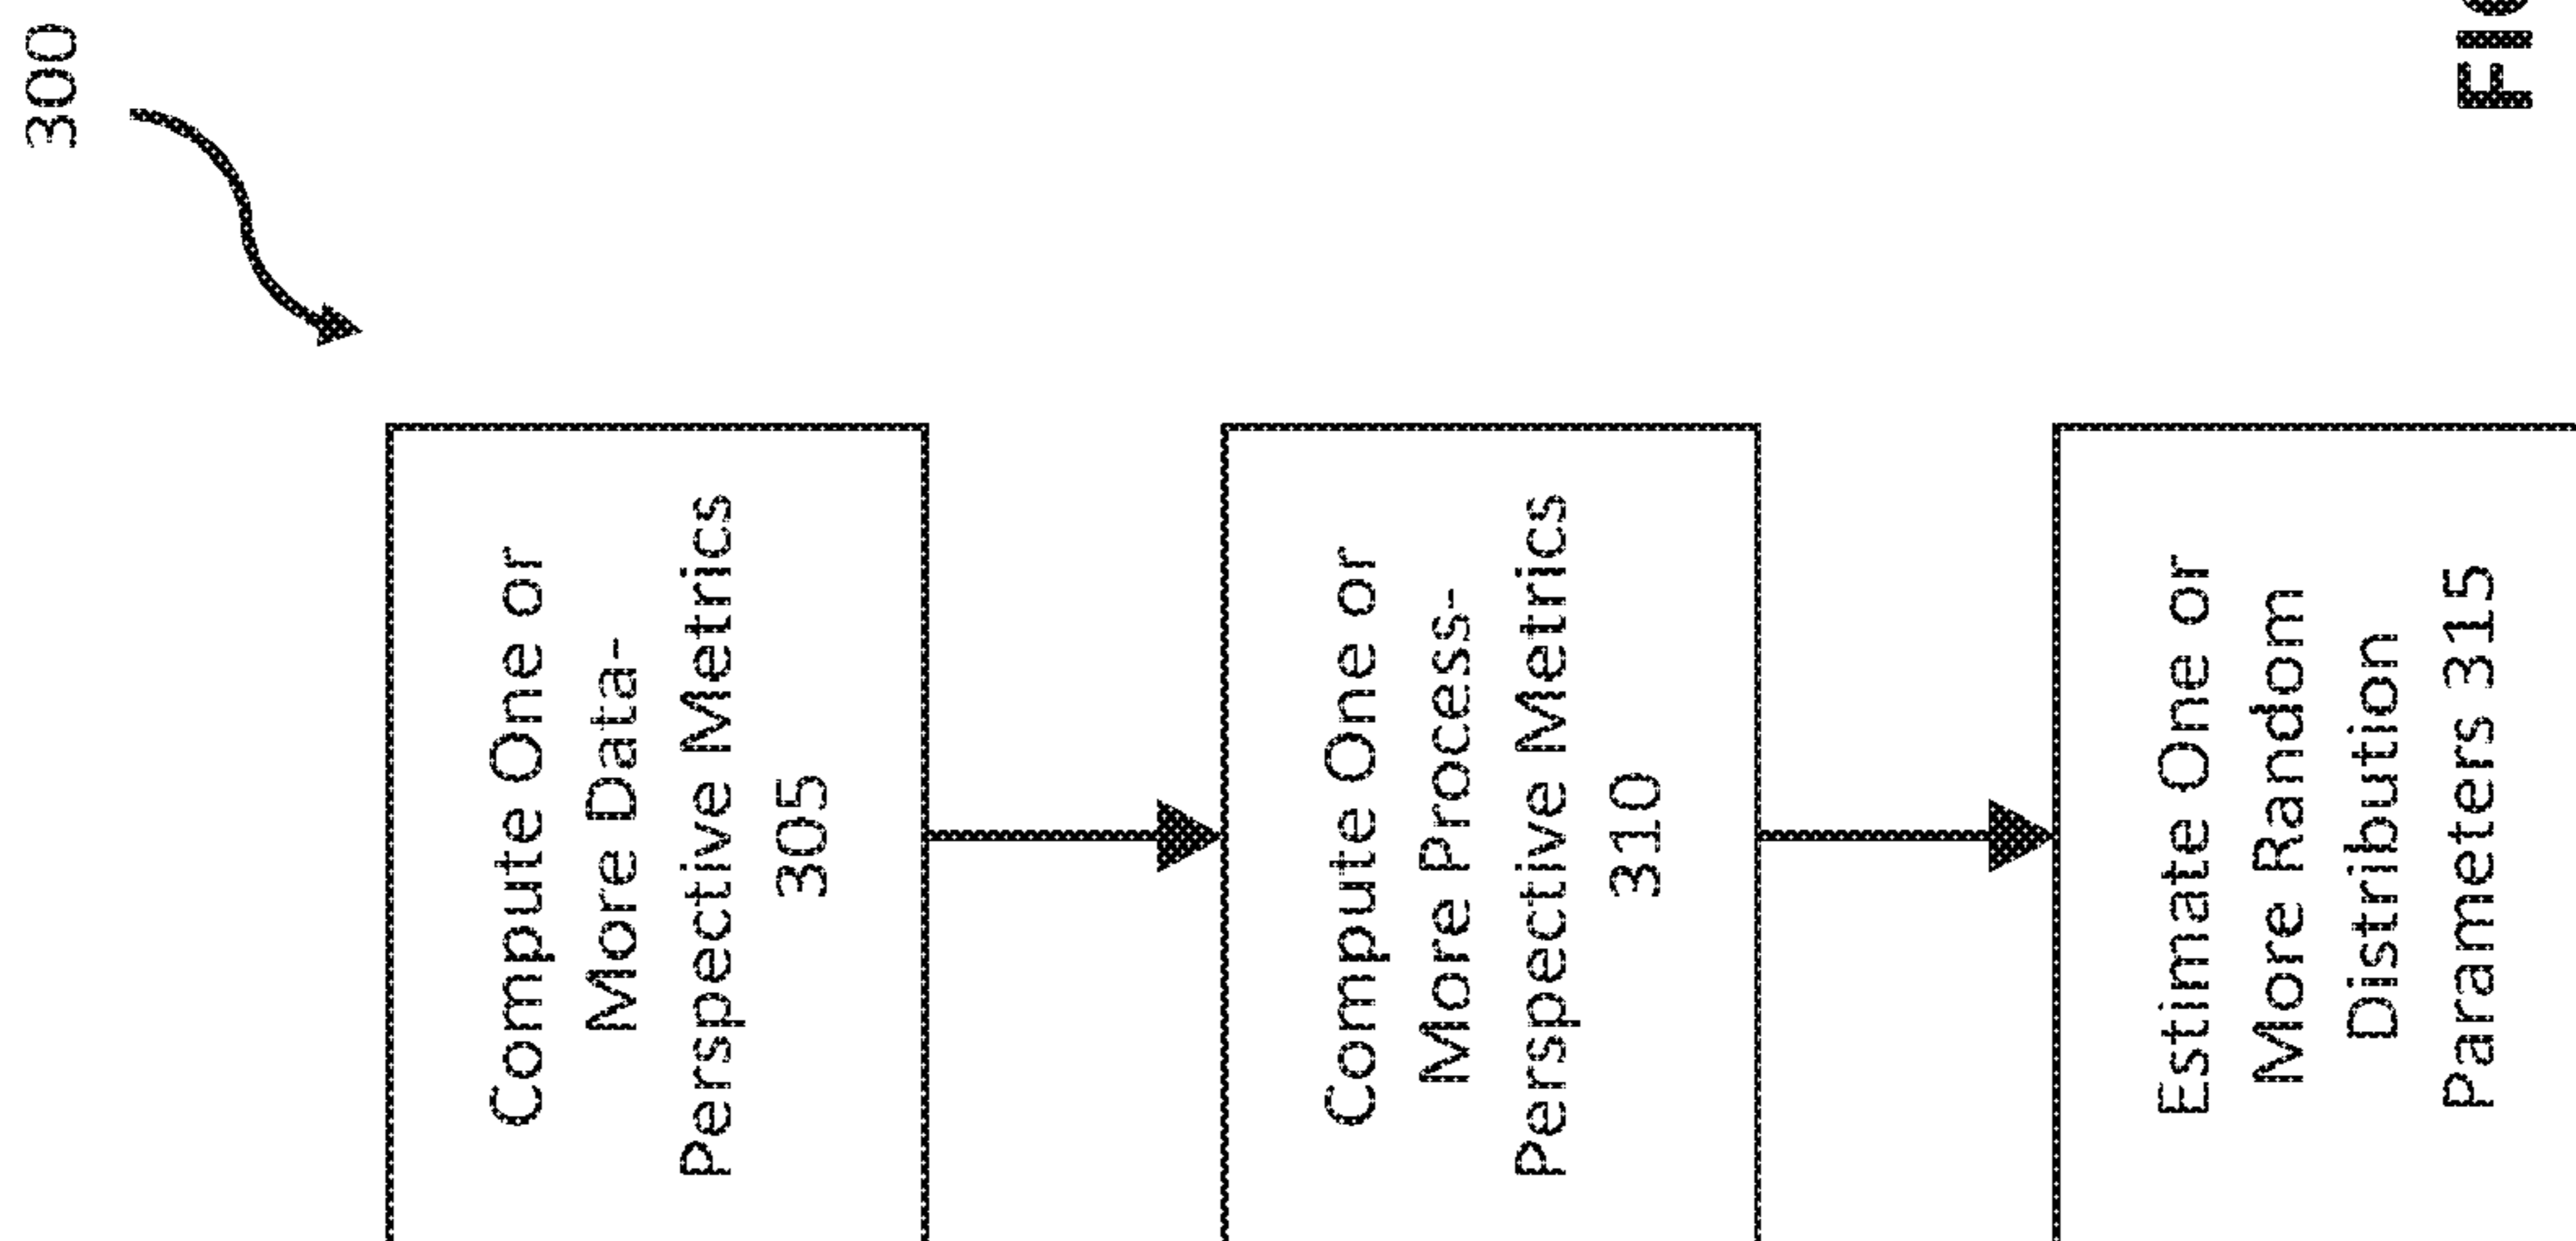 300
Compute One or
More Data-
Perspective Metrics
305
Compute One or
More Process-
Perspective Metrics
310
Estimate One or
More Random
Distribution
Parameters 315